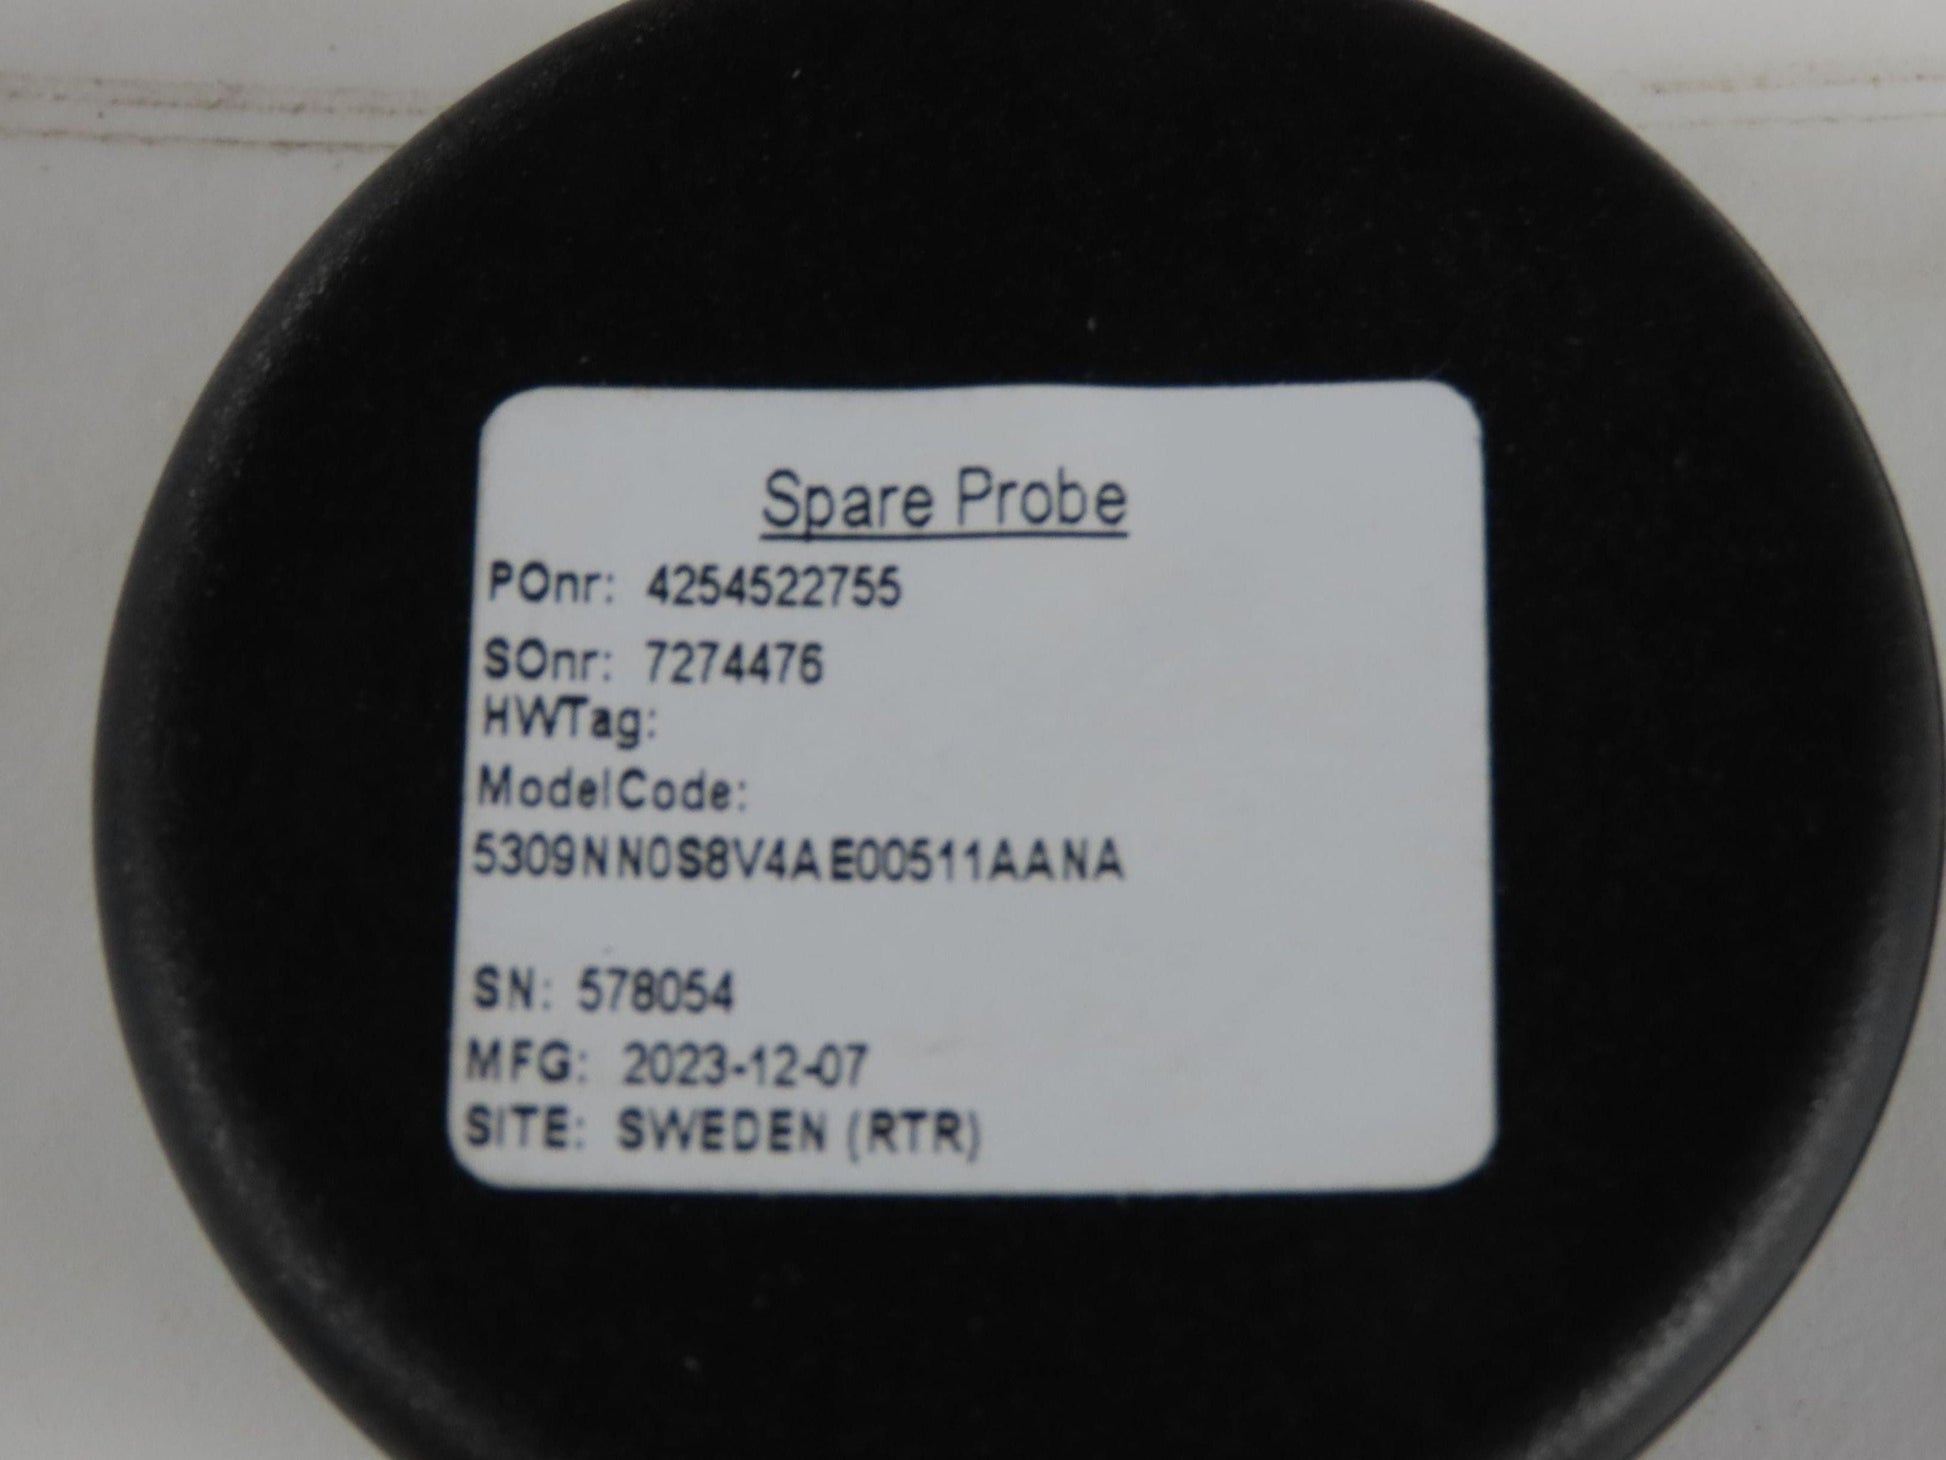 Spare Probe
POnr: 4254522755
SOnr: 7274476
HWTag:
ModelCode:
5309NN0S8V4AE00511AANA
SN: 578054
MFG: 2023-12-07
SITE: SWEDEN (RTR)